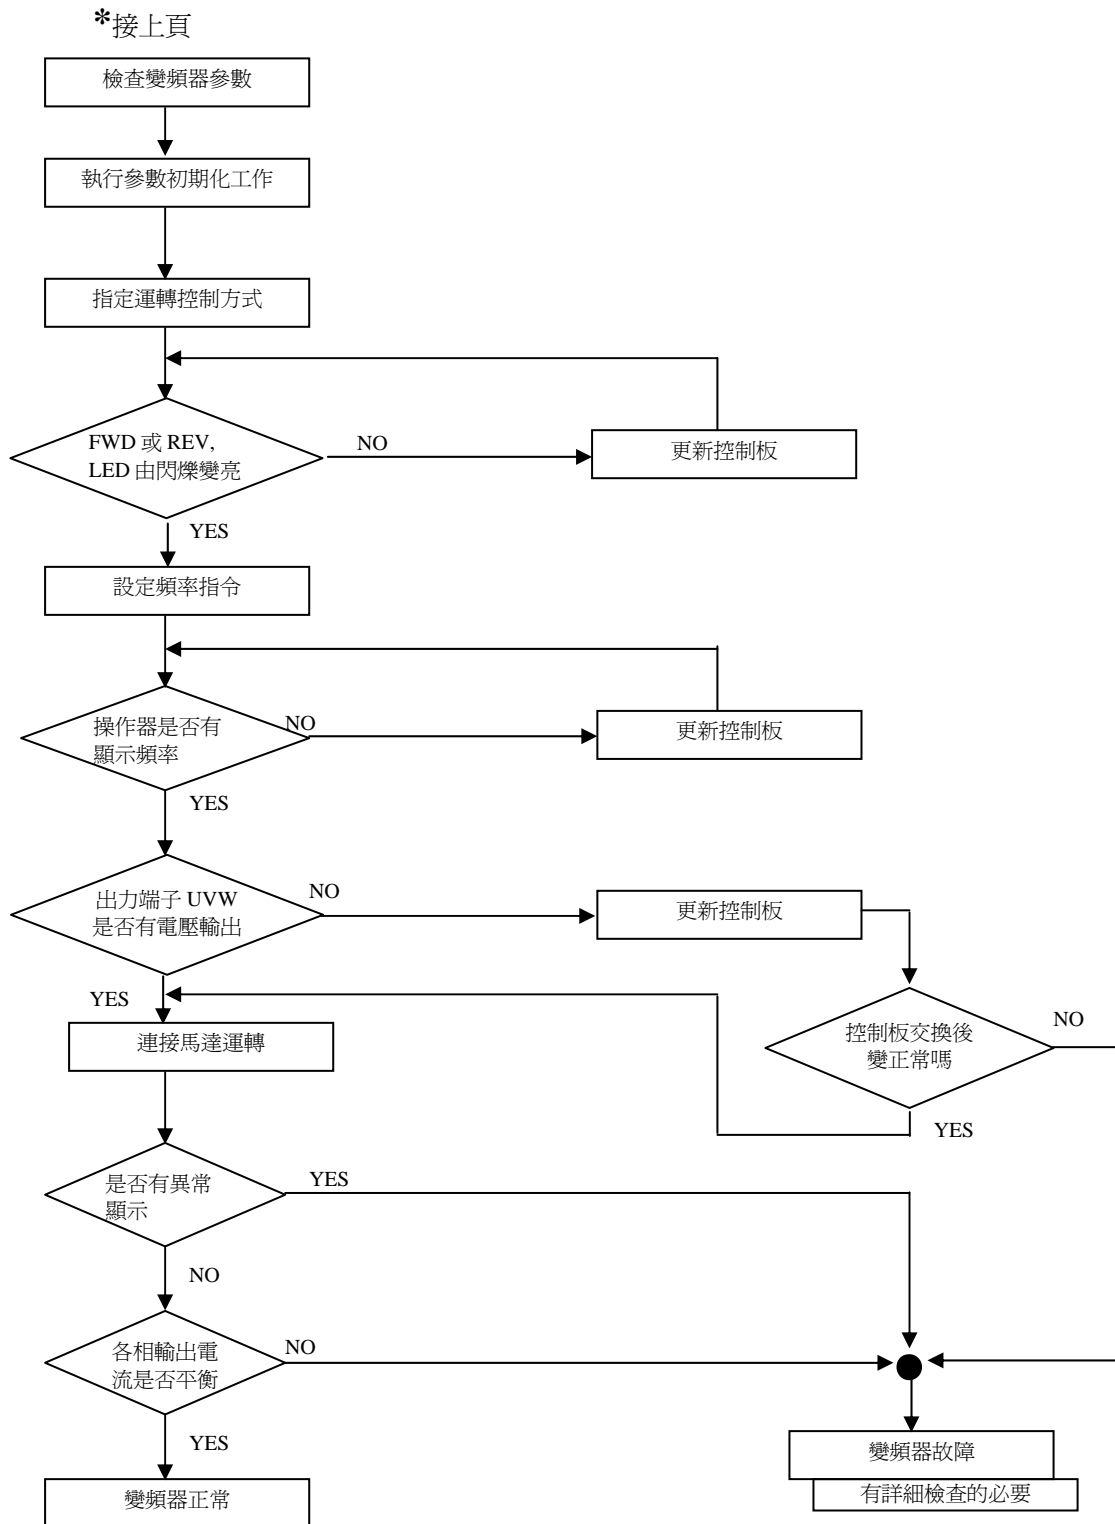 *接上頁
檢查變頻器參數
執行參數初期化工作
指定運轉控制方式
FWD 或 REV,
LED 由閃爍變亮
NO
更新控制板
YES
設定頻率指令
操作器是否有
顯示頻率
NO
更新控制板
YES
出力端子 UVW
是否有電壓輸出
NO
更新控制板
YES
連接馬達運轉
控制板交換後
變正常嗎
NO
YES
是否有異常
顯示
YES
NO
各相輸出電
流是否平衡
NO
YES
變頻器故障
有詳細檢查的必要
變頻器正常